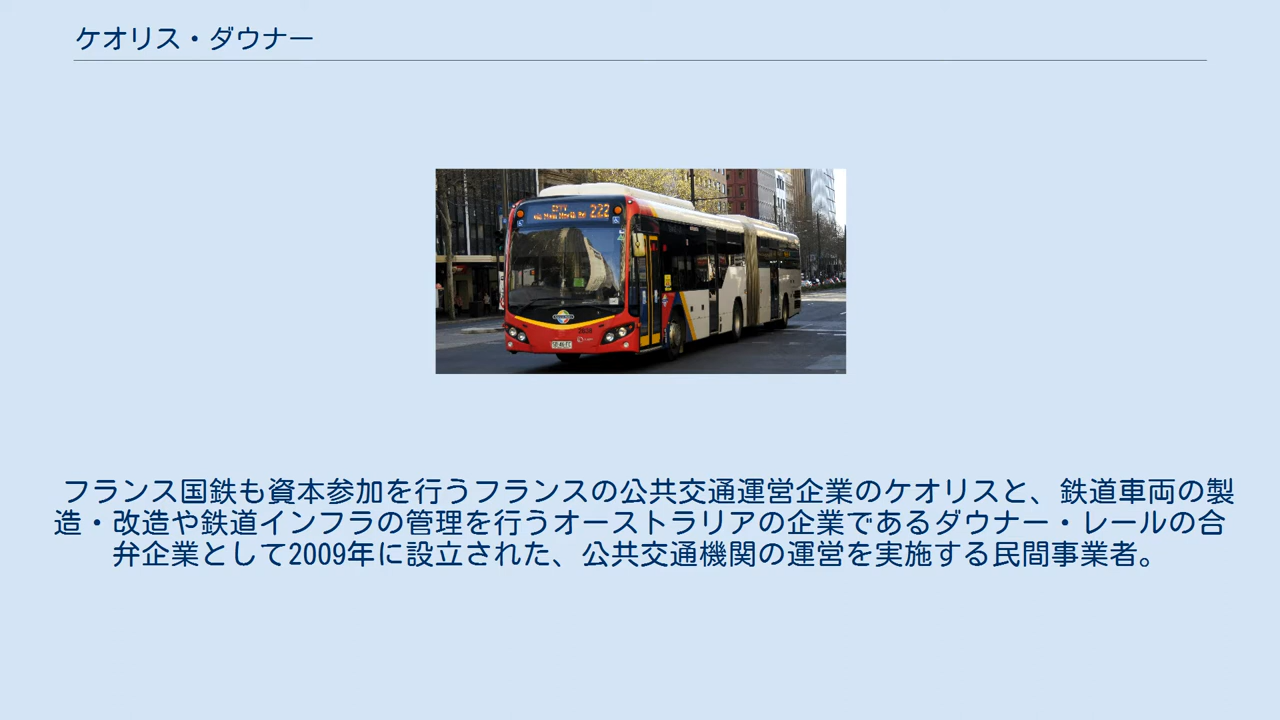 ケオリス・ダウナー
222
フランス国鉄も資本参加を行うフランスの公共交通運営企業のケオリスと、鉄道車両の製
造・改造や鉄道インフラの管理を行うオーストラリアの企業であるダウナー・レールの合
弁企業として2009年に設立された、公共交通機関の運営を実施する民間事業者。